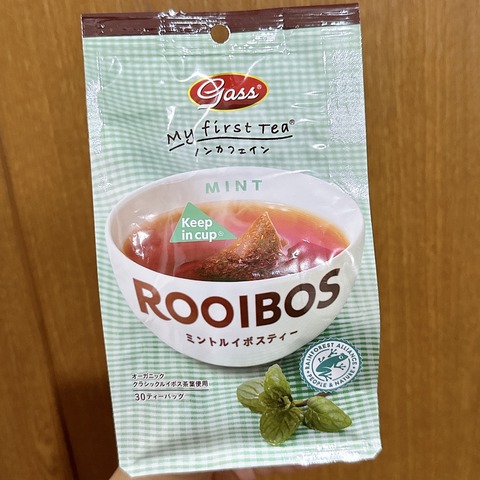 Gass®
My first Tea®
ノンカフェイン
MINT
Keep
in cup®
ROOIBOS
ミントルイボスティー
オーガニック
クラシックルイボス茶葉使用
30ティーバッグ
RAINFOREST ALLIANCE
PEOPLE & NATURE